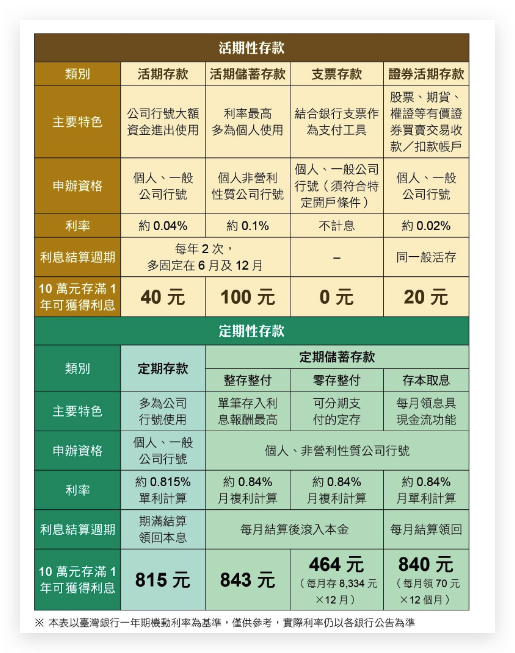 活期性存款
類別 活期存款 活期儲蓄存款 支票存款 證券活期存款
主要特色
公司行號大額
資金進出使用
利率最高
多為個人使用
結合銀行支票作
為支付工具
股票、期貨、
權證等有價證
券買賣交易收
款／扣款帳戶
申辦資格
個人、一般
公司行號
個人非營利
性質公司行號
個人、一般公司
行號（須符合特
定開戶條件）
個人、一般
公司行號
利率 約 0.04% 約 0.1% 不計息 約 0.02%
利息結算週期
每年 2 次，
多固定在 6 月及 12 月
–
同一般活存
10 萬元存滿 1
年可獲得利息
40 元 100 元 0 元 20 元
定期性存款
類別
定期存款
定期儲蓄存款
整存整付 零存整付 存本取息
主要特色
多為公司
行號使用
單筆存入利
息報酬最高
可分期支
付的定存
每月領息具
現金流功能
申辦資格
個人、一般
公司行號
個人、非營利性質公司行號
利率
約 0.815%
單利計算
約 0.84%
月複利計算
約 0.84%
月複利計算
約 0.84%
月單利計算
利息結算週期
期滿結算
領回本息
每月結算後滾入本金
每月結算領回
10 萬元存滿 1
年可獲得利息
815 元
843 元
464 元
（每月存 8,334 元
×12 月）
840 元
（每月領 70 元
×12 個月）
※ 本表以臺灣銀行一年期機動利率為基準，僅供參考，實際利率仍以各銀行公告為準